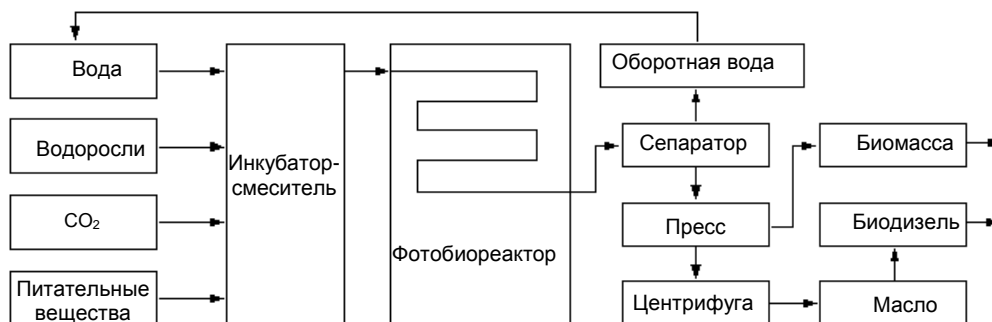 Вода
Водоросли
CO₂
Питательные
вещества
Инкубатор-
смеситель
Фотобиореактор
Оборотная вода
Сепаратор
Пресс
Центрифуга
Биомасса
Биодизель
Масло